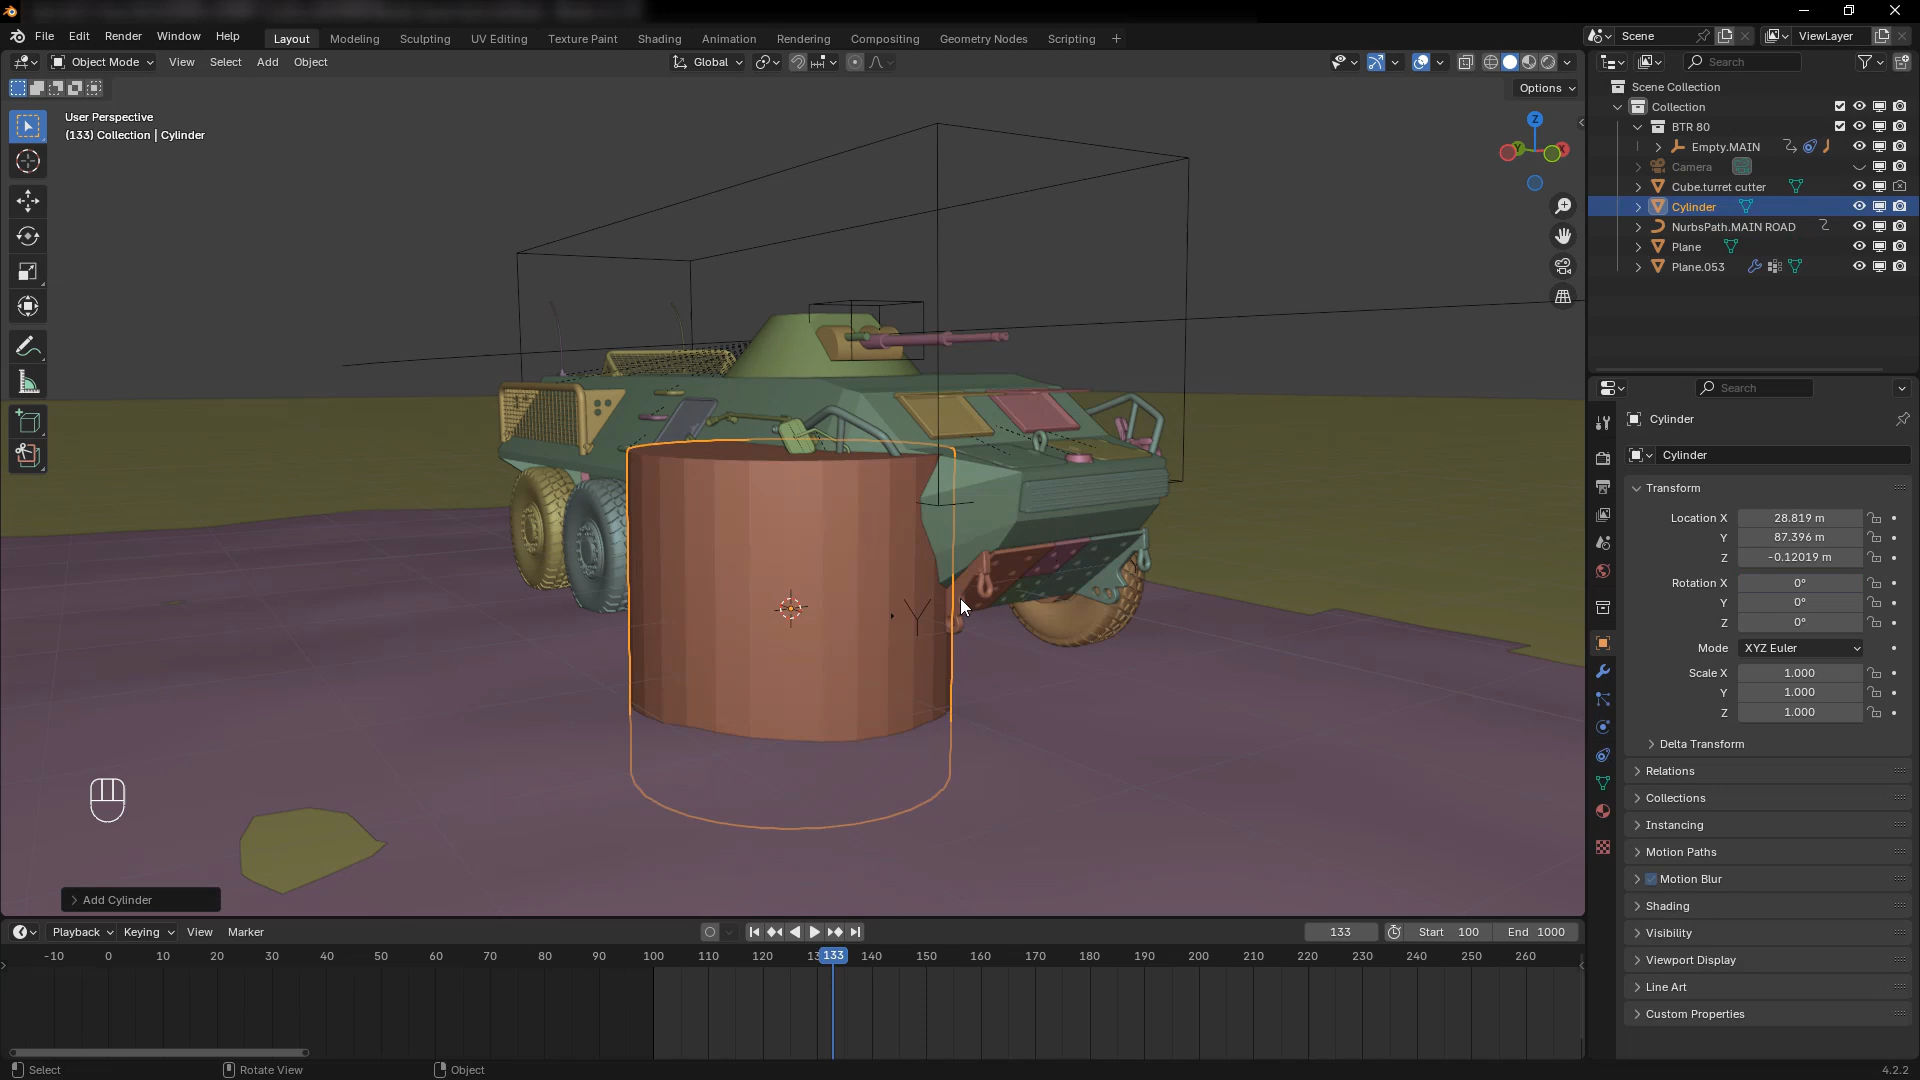 File Edit Render Window Help
Layout Modeling Sculpting UV Editing Texture Paint Shading Animation Rendering Compositing Geometry Nodes Scripting +
Scene ViewLayer
Object Mode View Select Add Object Global
Search
Options
User Perspective
(133) Collection | Cylinder
Z
Y
X
Scene Collection
Collection
BTR 80
Empty.MAIN
Camera
Cube.turret cutter
Cylinder
NurbsPath.MAIN ROAD
Plane
Plane.053
Search
Cylinder
Cylinder
Transform
Location X 28.819 m
Y 87.396 m
Z -0.12019 m
Rotation X 0°
Y 0°
Z 0°
Mode XYZ Euler
Scale X 1.000
Y 1.000
Z 1.000
Delta Transform
Relations
Collections
Instancing
Motion Paths
Motion Blur
Shading
Visibility
Viewport Display
Line Art
Custom Properties
Add Cylinder
Playback Keying View Marker 133 Start 100 End 1000
-10 0 10 20 30 40 50 60 70 80 90 100 110 120 133 140 150 160 170 180 190 200 210 220 230 240 250 260
Select Rotate View Object 4.2.2